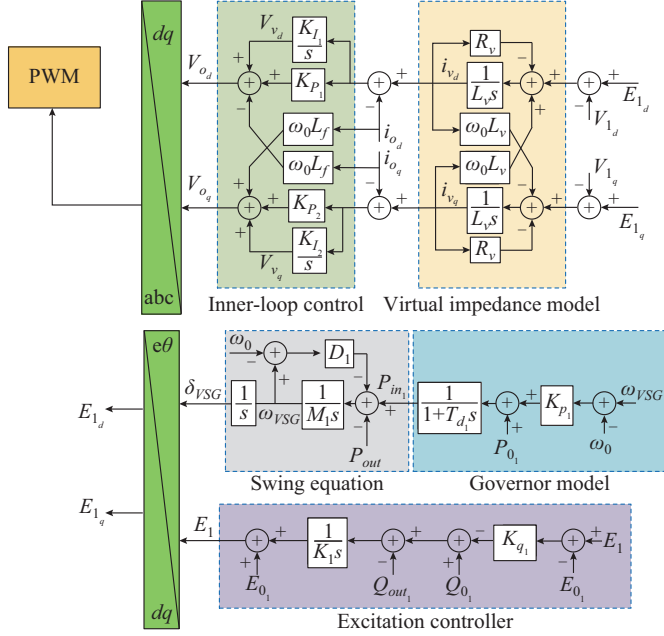 dq
PWM
abc
V_{o_d}
V_{o_q}
V_{v_d}
K_{I_1}
s
+
+
K_{P_1}
+
−
ω_0L_f
ω_0L_f
+
+
K_{P_2}
+
K_{I_2}
s
V_{v_q}
Inner-loop control
+
−
i_{o_d}
i_{o_q}
−
+
i_{v_d}
R_v
1
L_vs
ω_0L_v
ω_0L_v
i_{v_q}
1
L_vs
R_v
−
+
+
−
+
−
Virtual impedance model
+
−
E_{1_d}
V_{1_d}
V_{1_q}
−
+
E_{1_q}
eθ
dq
E_{1_d}
E_{1_q}
δ_{VSG}
ω_0
−
+
D_1
−
1
s
ω_{VSG}
1
M_1s
P_{in_1}
+
−
P_{out}
Swing equation
1
1+T_{d_1}s
+
+
P_{0_1}
K_{p_1}
+
−
ω_{VSG}
ω_0
Governor model
E_1
+
+
E_{0_1}
1
K_1s
+
−
Q_{out_1}
−
+
Q_{0_1}
K_{q_1}
+
E_1
−
E_{0_1}
Excitation controller